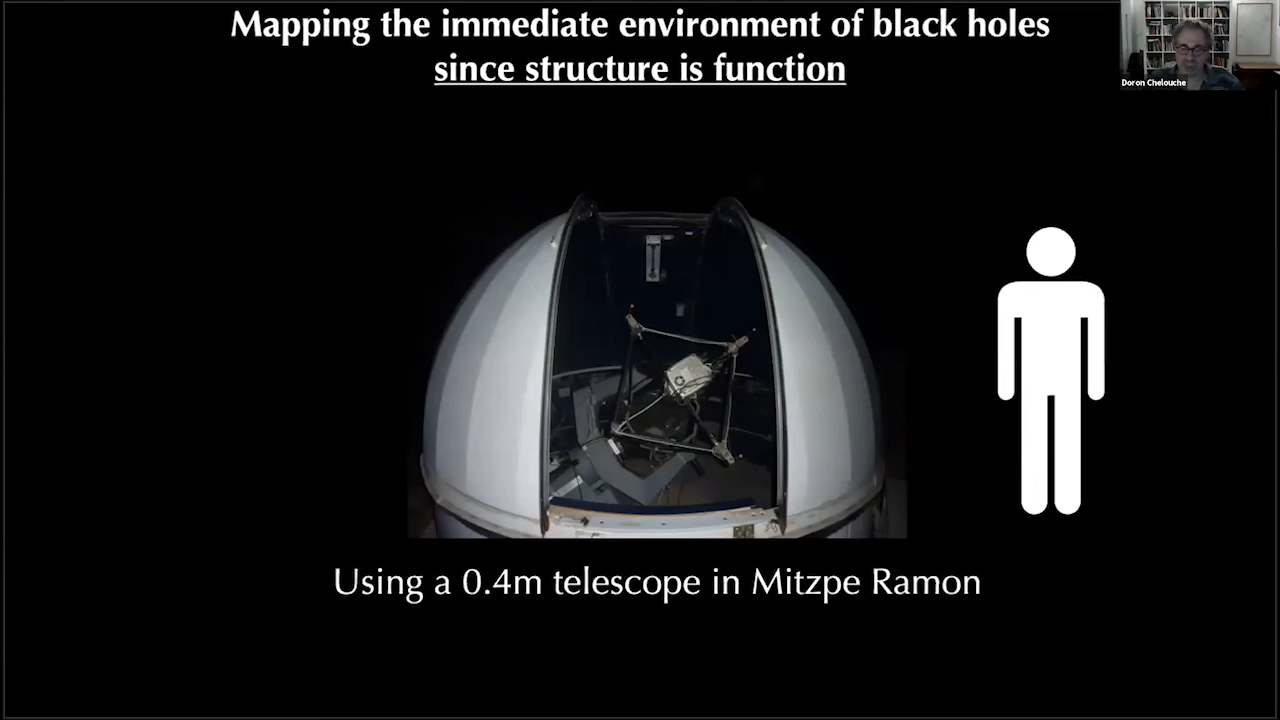 Mapping the immediate environment of black holes
since structure is function
Doron Chelouche
Using a 0.4m telescope in Mitzpe Ramon